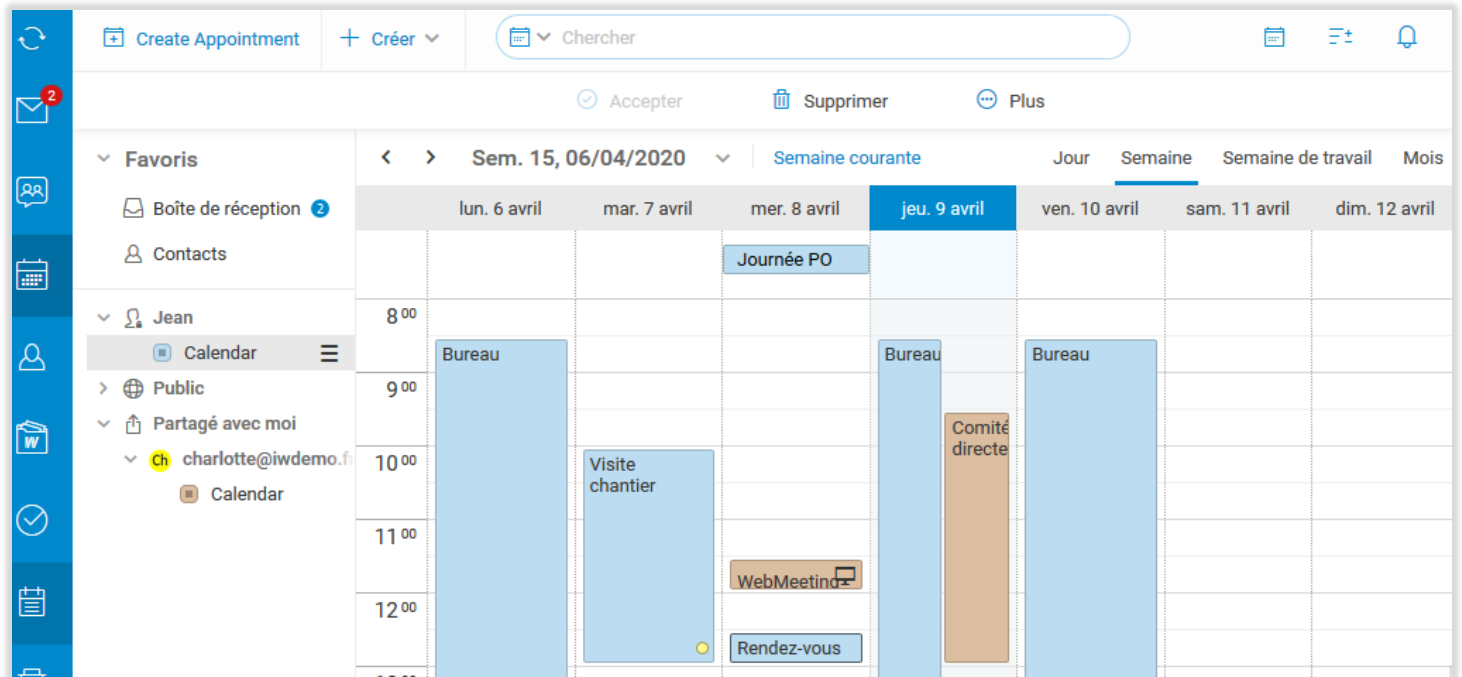 Create Appointment
Créer
Chercher
2
Accepter
Supprimer
Plus
Favoris
Boîte de réception 2
Contacts
Jean
Calendar
Public
Partagé avec moi
Ch charlotte@iwdemo.f
Calendar
W
Sem. 15, 06/04/2020
Semaine courante
Jour
Semaine
Semaine de travail
Mois
lun. 6 avril
mar. 7 avril
mer. 8 avril
jeu. 9 avril
ven. 10 avril
sam. 11 avril
dim. 12 avril
Journée PO
8 00
Bureau
Bureau
Bureau
9 00
Comité
directe
10 00
Visite
chantier
11 00
WebMeeting
12 00
Rendez-vous